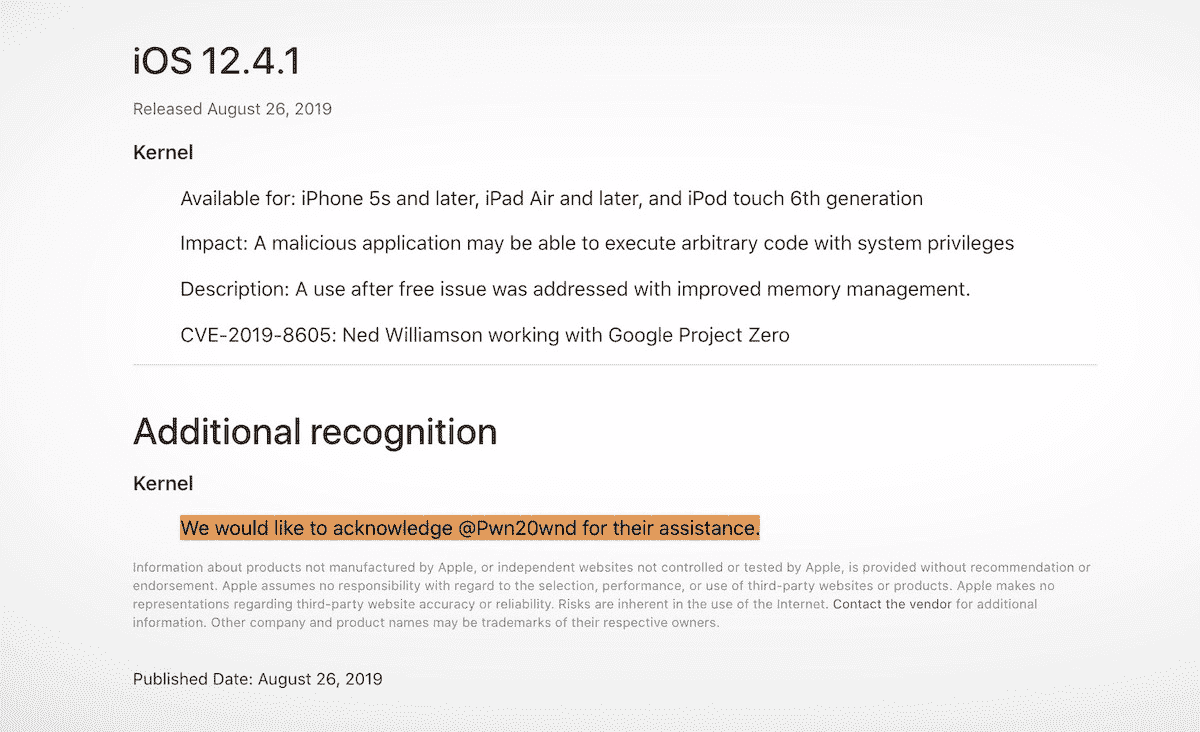 iOS 12.4.1
Released August 26, 2019
Kernel
Available for: iPhone 5s and later, iPad Air and later, and iPod touch 6th generation
Impact: A malicious application may be able to execute arbitrary code with system privileges
Description: A use after free issue was addressed with improved memory management.
CVE-2019-8605: Ned Williamson working with Google Project Zero
Additional recognition
Kernel
We would like to acknowledge @Pwn20wnd for their assistance.
Information about products not manufactured by Apple, or independent websites not controlled or tested by Apple, is provided without recommendation or
endorsement. Apple assumes no responsibility with regard to the selection, performance, or use of third-party websites or products. Apple makes no
representations regarding third-party website accuracy or reliability. Risks are inherent in the use of the Internet. Contact the vendor for additional
information. Other company and product names may be trademarks of their respective owners.
Published Date: August 26, 2019